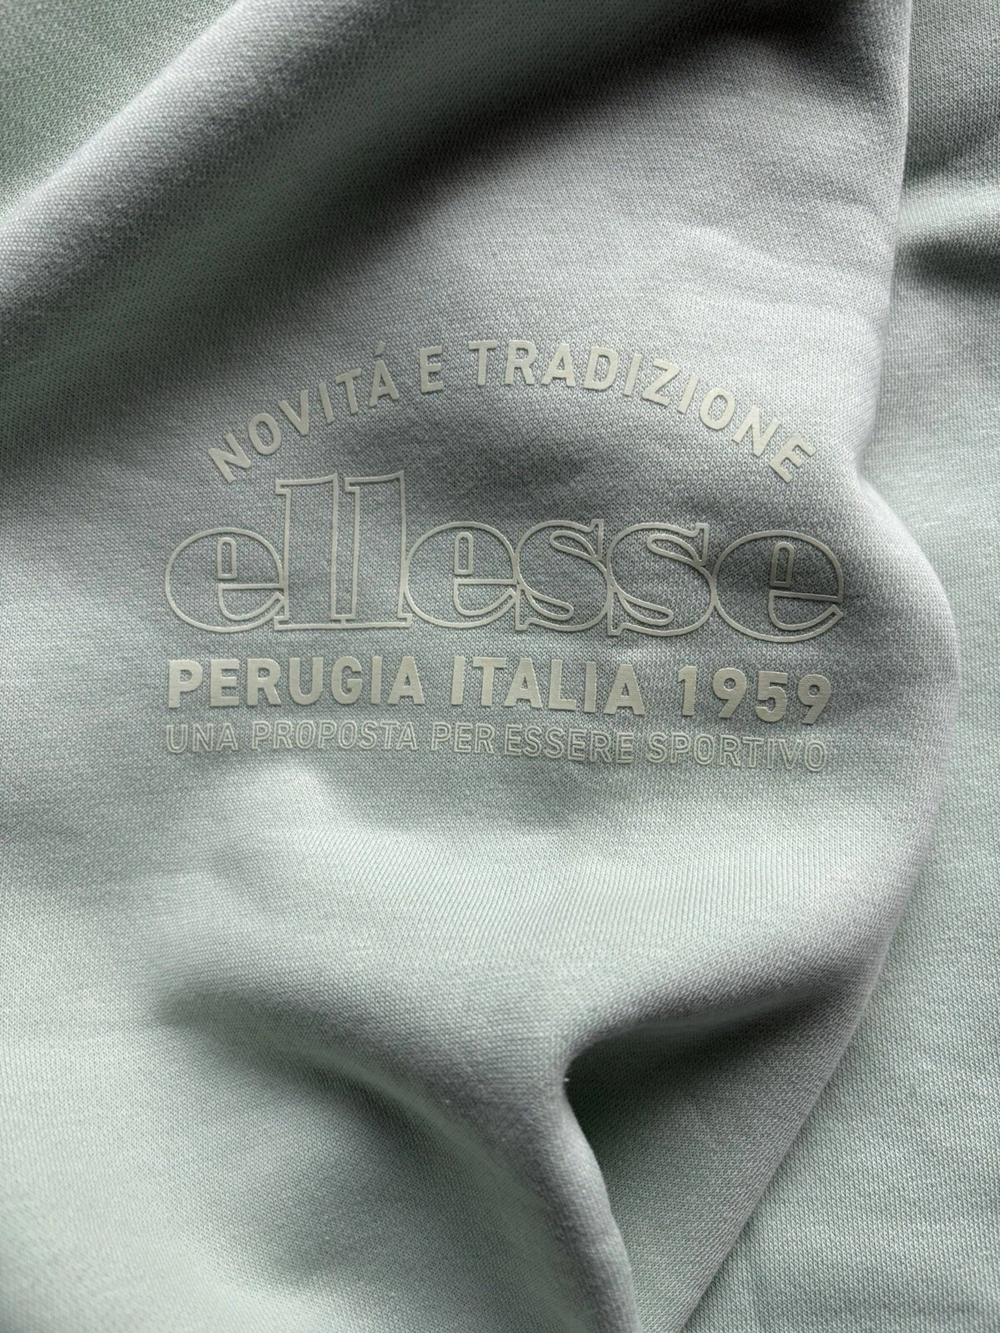 NOVITÁ E TRADIZIONE
ellesse
PERUGIA ITALIA 1959
UNA PROPOSTA PER ESSERE SPORTIVO